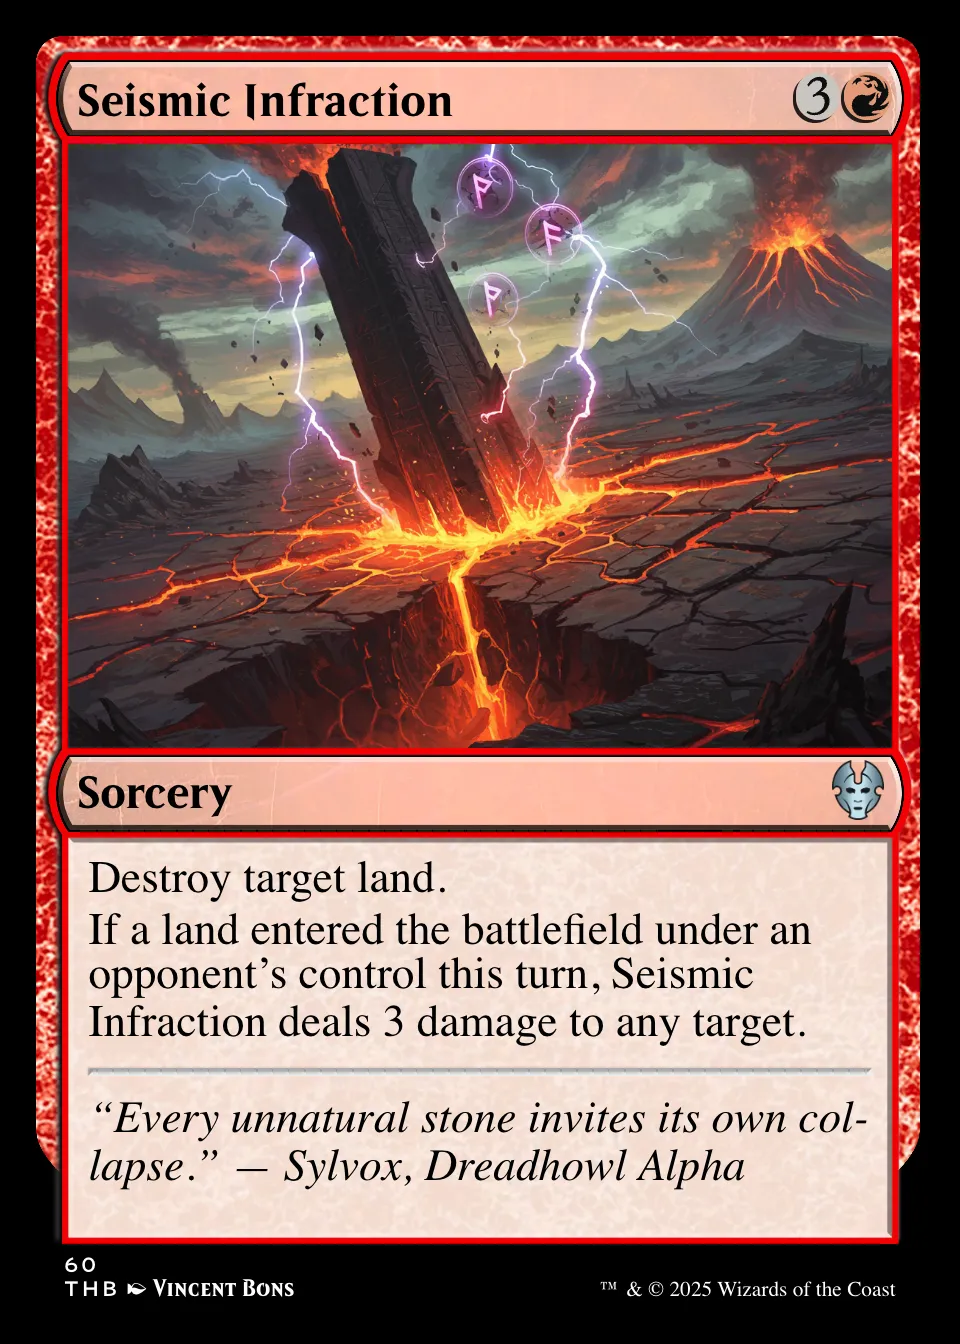 Seismic Infraction 3
Sorcery
Destroy target land.
If a land entered the battlefield under an
opponent’s control this turn, Seismic
Infraction deals 3 damage to any target.
“Every unnatural stone invites its own col-
lapse.” — Sylvox, Dreadhowl Alpha
60
THB VINCENT BONS
™ & © 2025 Wizards of the Coast